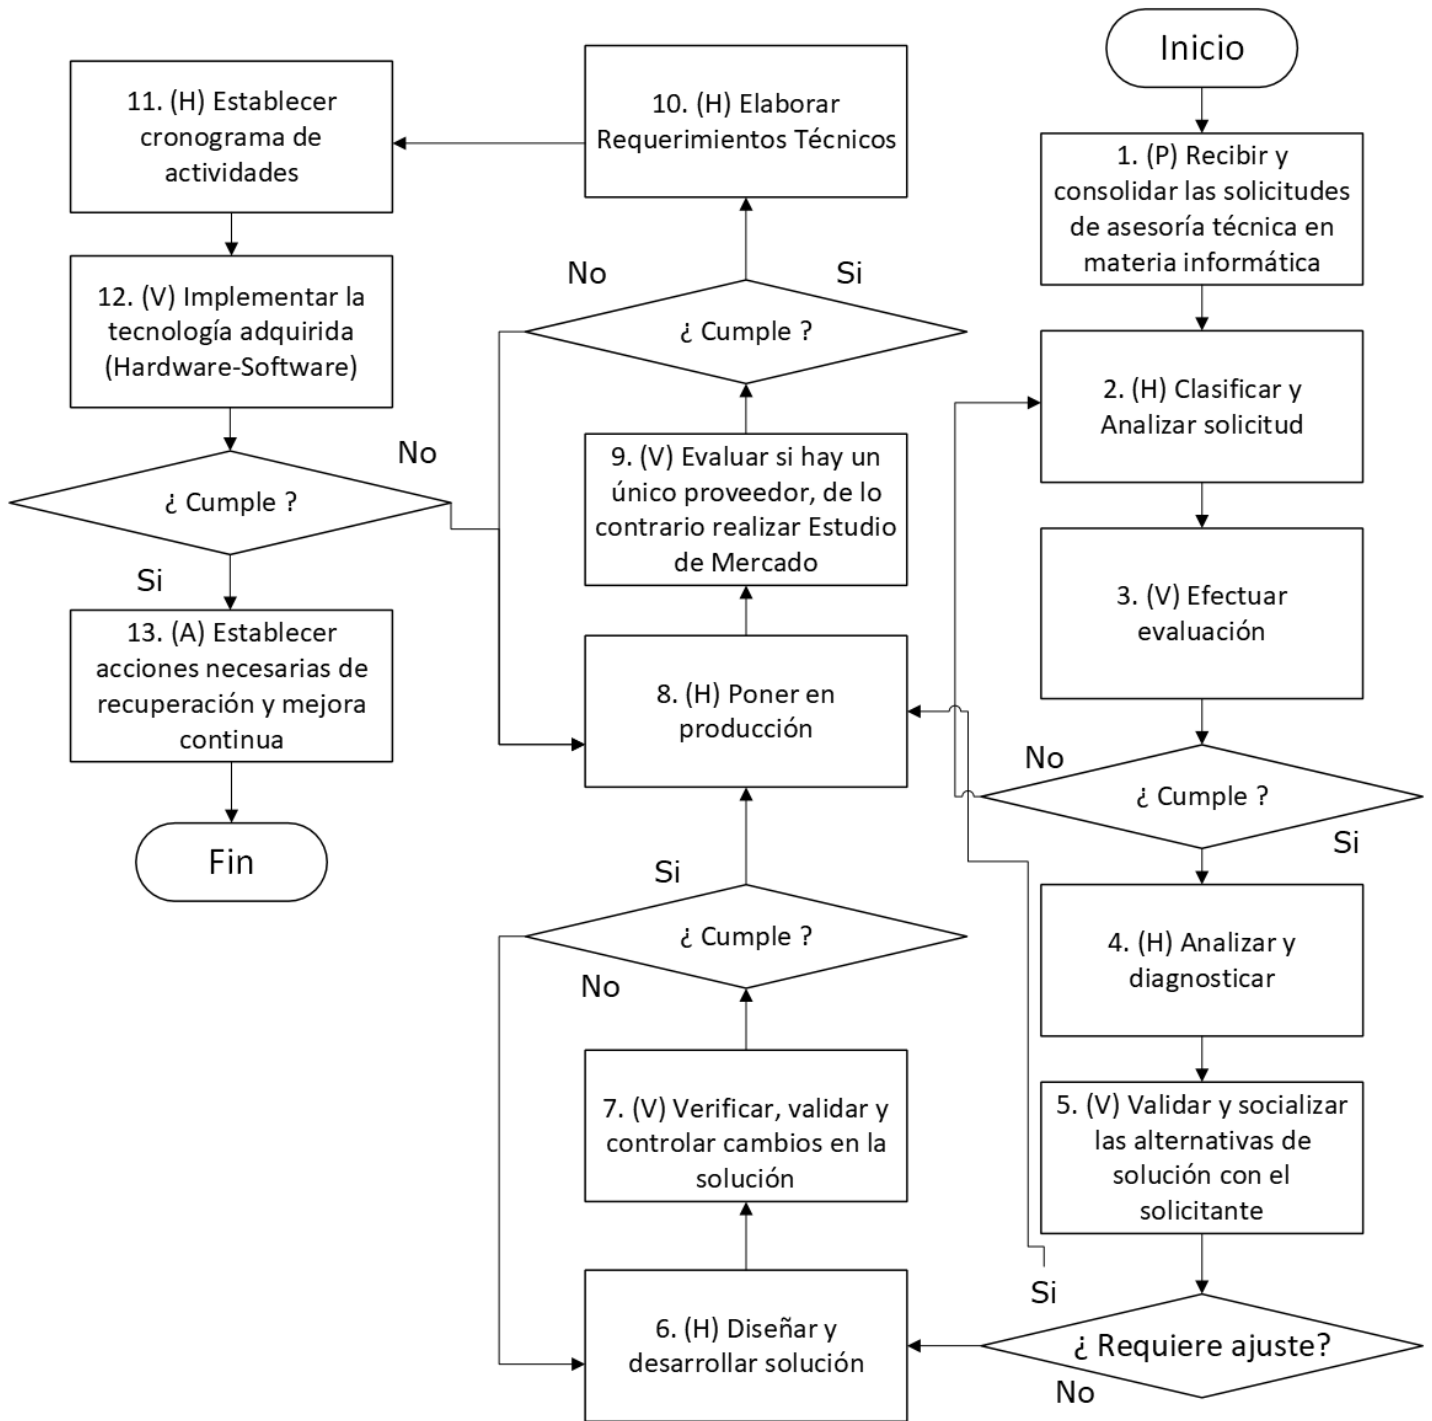 Inicio
1. (P) Recibir y
consolidar las solicitudes
de asesoría técnica en
materia informática
2. (H) Clasificar y
Analizar solicitud
3. (V) Efectuar
evaluación
No
¿ Cumple ?
Si
4. (H) Analizar y
diagnosticar
5. (V) Validar y socializar
las alternativas de
solución con el
solicitante
Si
¿ Requiere ajuste?
No
6. (H) Diseñar y
desarrollar solución
7. (V) Verificar, validar y
controlar cambios en la
solución
No
¿ Cumple ?
Si
8. (H) Poner en
producción
9. (V) Evaluar si hay un
único proveedor, de lo
contrario realizar Estudio
de Mercado
¿ Cumple ?
No
Si
10. (H) Elaborar
Requerimientos Técnicos
11. (H) Establecer
cronograma de
actividades
12. (V) Implementar la
tecnología adquirida
(Hardware-Software)
No
¿ Cumple ?
Si
13. (A) Establecer
acciones necesarias de
recuperación y mejora
continua
Fin